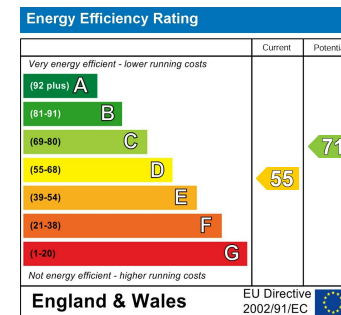 Energy Efficiency Rating
Current Potenti
Very energy efficient - lower running costs
(92 plus) A
(81-91) B
(69-80) C
71
(55-68) D
55
(39-54) E
(21-38) F
(1-20) G
Not energy efficient - higher running costs
England & Wales
EU Directive
2002/91/EC